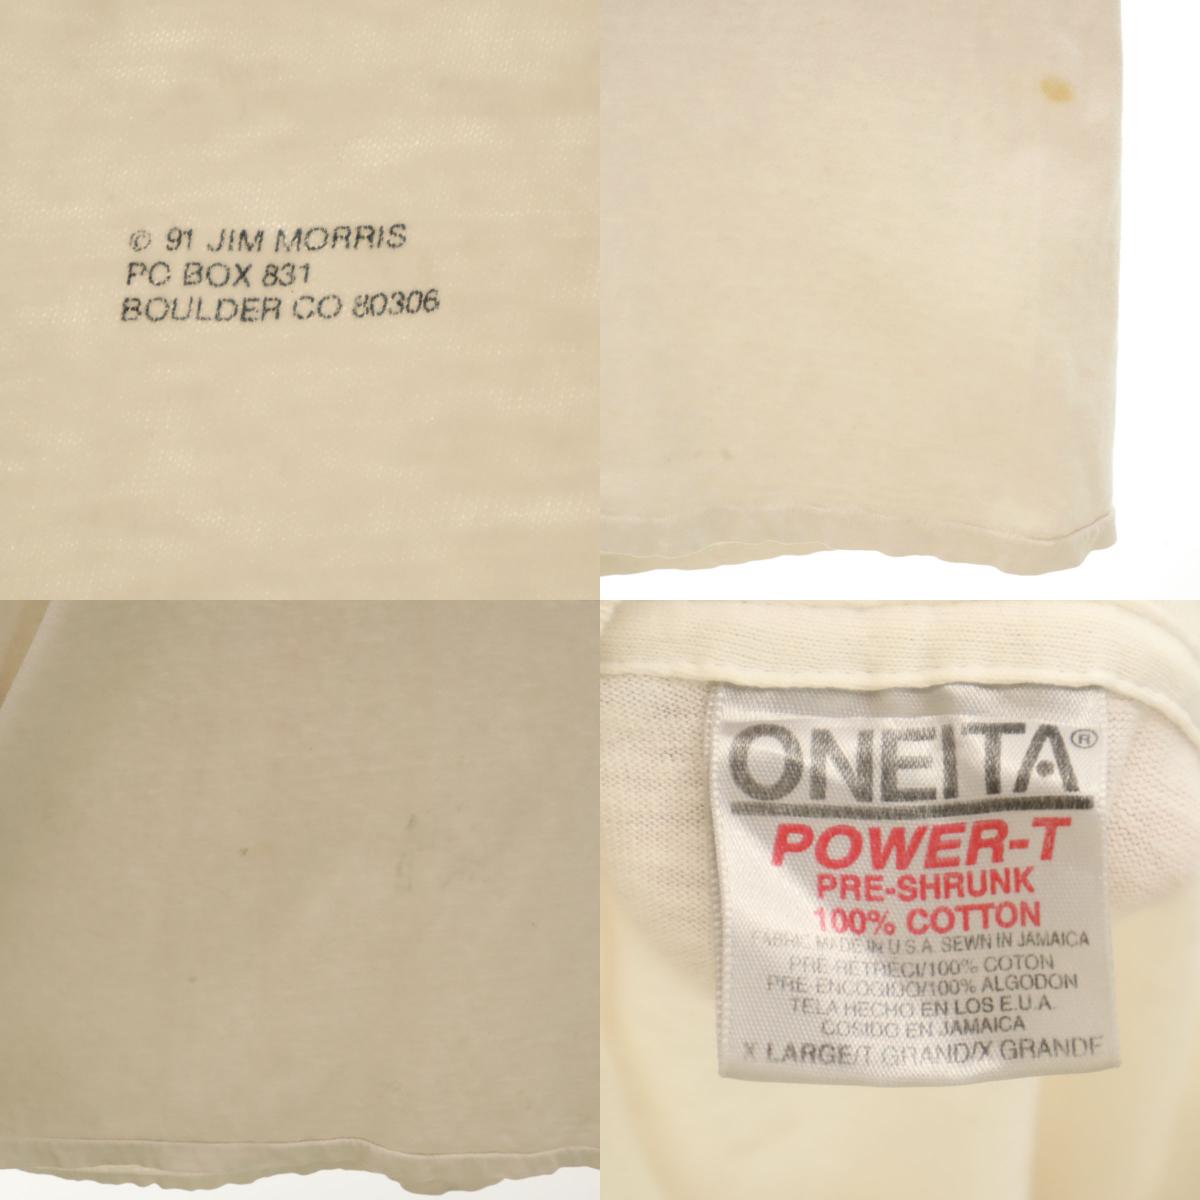 © 91 JIM MORRIS
PO BOX 831
BOULDER CO 80306
ONEITA®
POWER-T
PRE-SHRUNK
100% COTTON
FABRIC MADE IN U.S.A. SEWN IN JAMAICA
PRE-RETRECI/100% COTON
PRE-ENCOGIDO/100% ALGODON
TELA HECHO EN LOS E.U.A.
COSIDO EN JAMAICA
X LARGE/T GRAND/X GRANDE